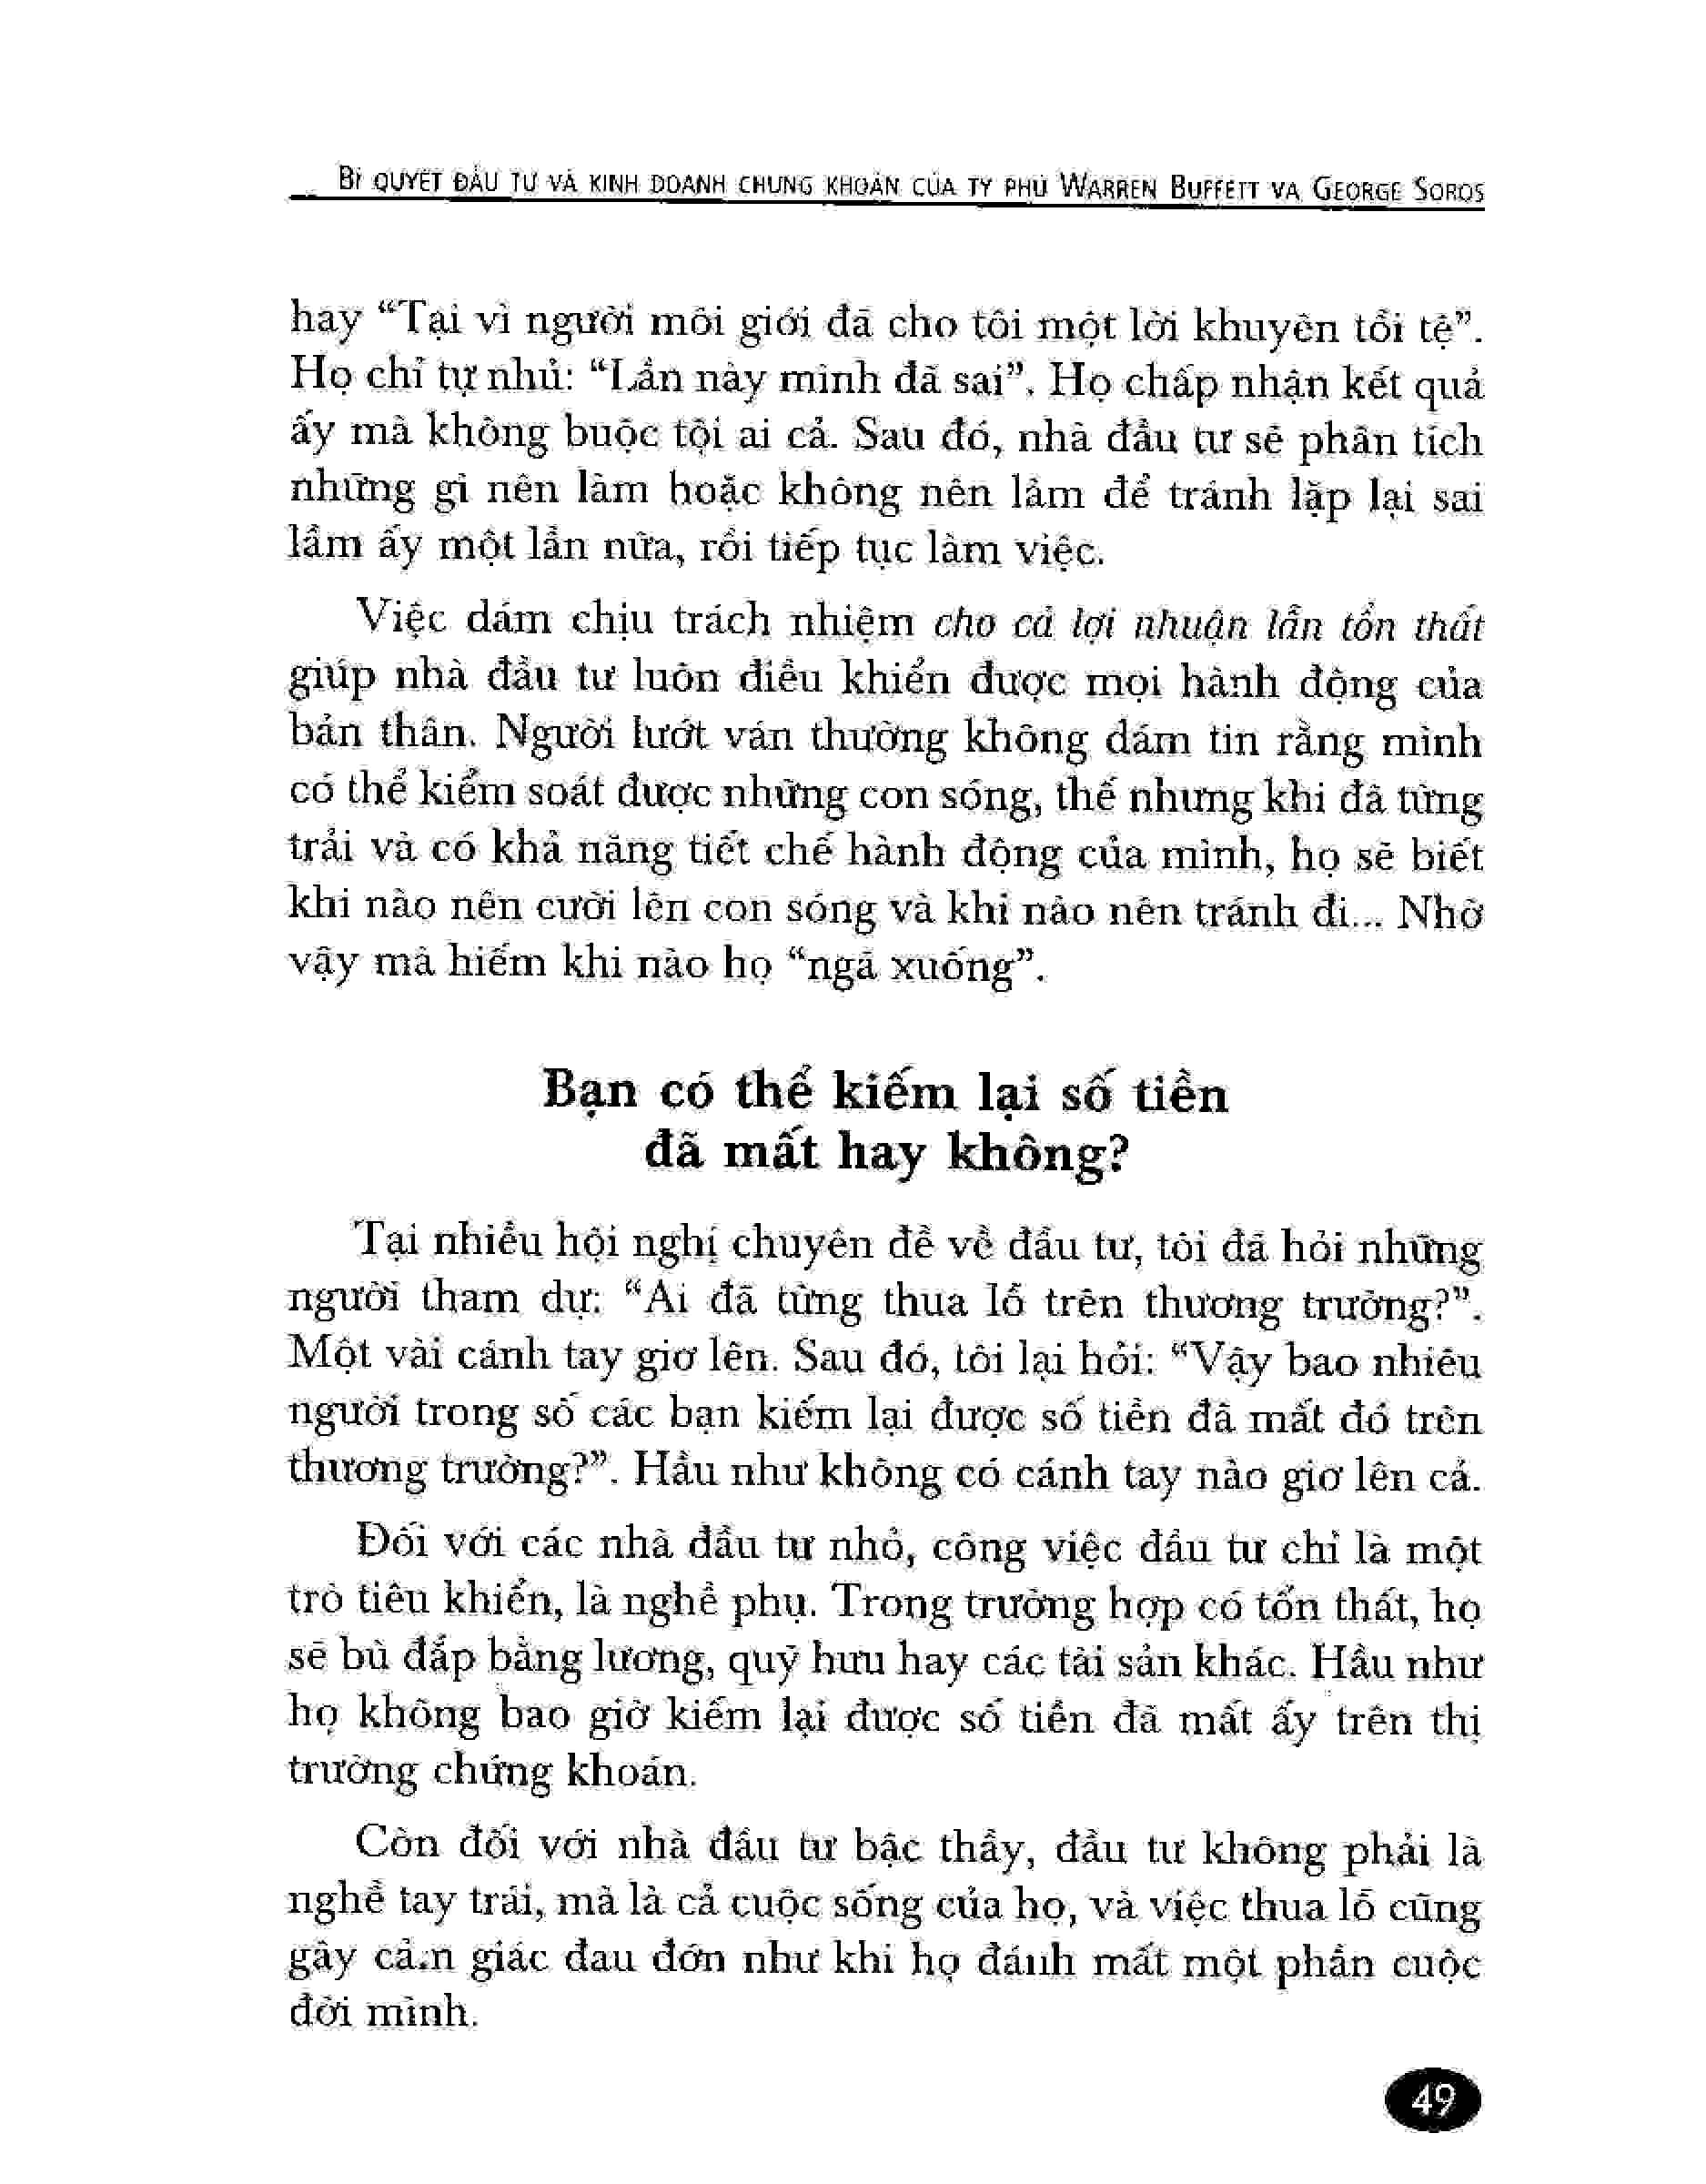 BÍ QUYẾT ĐẦU TƯ VÀ KINH DOANH CHỨNG KHOÁN CỦA TỶ PHÚ WARREN BUFFETT VÀ GEORGE SOROS
hay “Tại vì người môi giới đã cho tôi một lời khuyên tồi tệ”.
Họ chỉ tự nhủ: “Lần này mình đã sai”. Họ chấp nhận kết quả
ấy mà không buộc tội ai cả. Sau đó, nhà đầu tư sẽ phân tích
những gì nên làm hoặc không nên làm để tránh lặp lại sai
lầm ấy một lần nữa, rồi tiếp tục làm việc.
Việc dám chịu trách nhiệm cho cả lợi nhuận lẫn tổn thất
giúp nhà đầu tư luôn điều khiển được mọi hành động của
bản thân. Người lướt ván thường không dám tin rằng mình
có thể kiểm soát được những con sóng, thế nhưng khi đã từng
trải và có khả năng tiết chế hành động của mình, họ sẽ biết
khi nào nên cưỡi lên con sóng và khi nào nên tránh đi... Nhờ
vậy mà hiếm khi nào họ “ngã xuống”.
Bạn có thể kiếm lại số tiền
đã mất hay không?
Tại nhiều hội nghị chuyên đề về đầu tư, tôi đã hỏi những
người tham dự: “Ai đã từng thua lỗ trên thương trường?”.
Một vài cánh tay giơ lên. Sau đó, tôi lại hỏi: “Vậy bao nhiêu
người trong số các bạn kiếm lại được số tiền đã mất đó trên
thương trường?”. Hầu như không có cánh tay nào giơ lên cả.
Đối với các nhà đầu tư nhỏ, công việc đầu tư chỉ là một
trò tiêu khiển, là nghề phụ. Trong trường hợp có tổn thất, họ
sẽ bù đắp bằng lương, quỹ hưu hay các tài sản khác. Hầu như
họ không bao giờ kiếm lại được số tiền đã mất ấy trên thị
trường chứng khoán.
Còn đối với nhà đầu tư bậc thầy, đầu tư không phải là
nghề tay trái, mà là cả cuộc sống của họ, và việc thua lỗ cũng
gây cảm giác đau đớn như khi họ đánh mất một phần cuộc
đời mình.
49